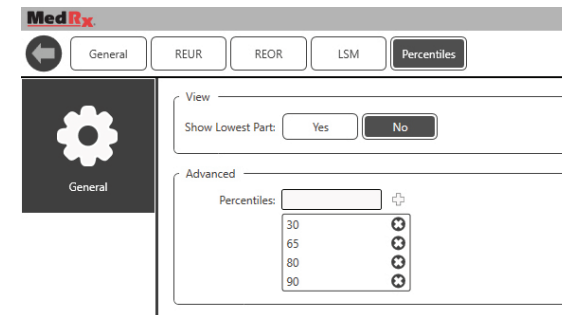 MedRx.
General REUR REOR LSM Percentiles
View
Show Lowest Part: Yes No
General
Advanced
Percentiles:
30
65
80
90